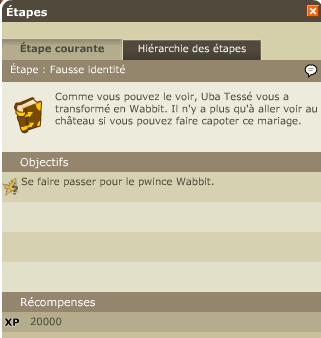 Étapes
Étape courante
Hiérarchie des étapes
Étape : Fausse identité
Comme vous pouvez le voir, Uba Tessé vous a
transformé en Wabbit. Il n'y a plus qu'à aller voir au
château si vous pouvez faire capoter ce mariage.
Objectifs
Se faire passer pour le pwince Wabbit.
Récompenses
XP 20000